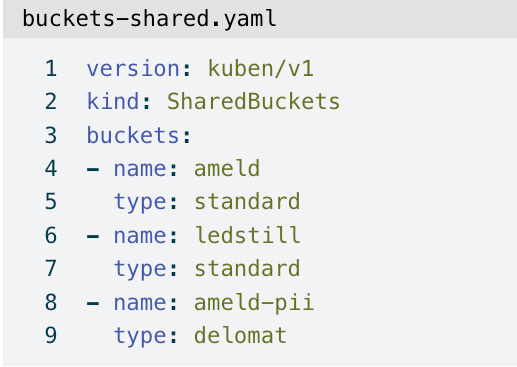 buckets-shared.yaml
1 version: kuben/v1
2 kind: SharedBuckets
3 buckets:
4 - name: ameld
5   type: standard
6 - name: ledstill
7   type: standard
8 - name: ameld-pii
9   type: delomat